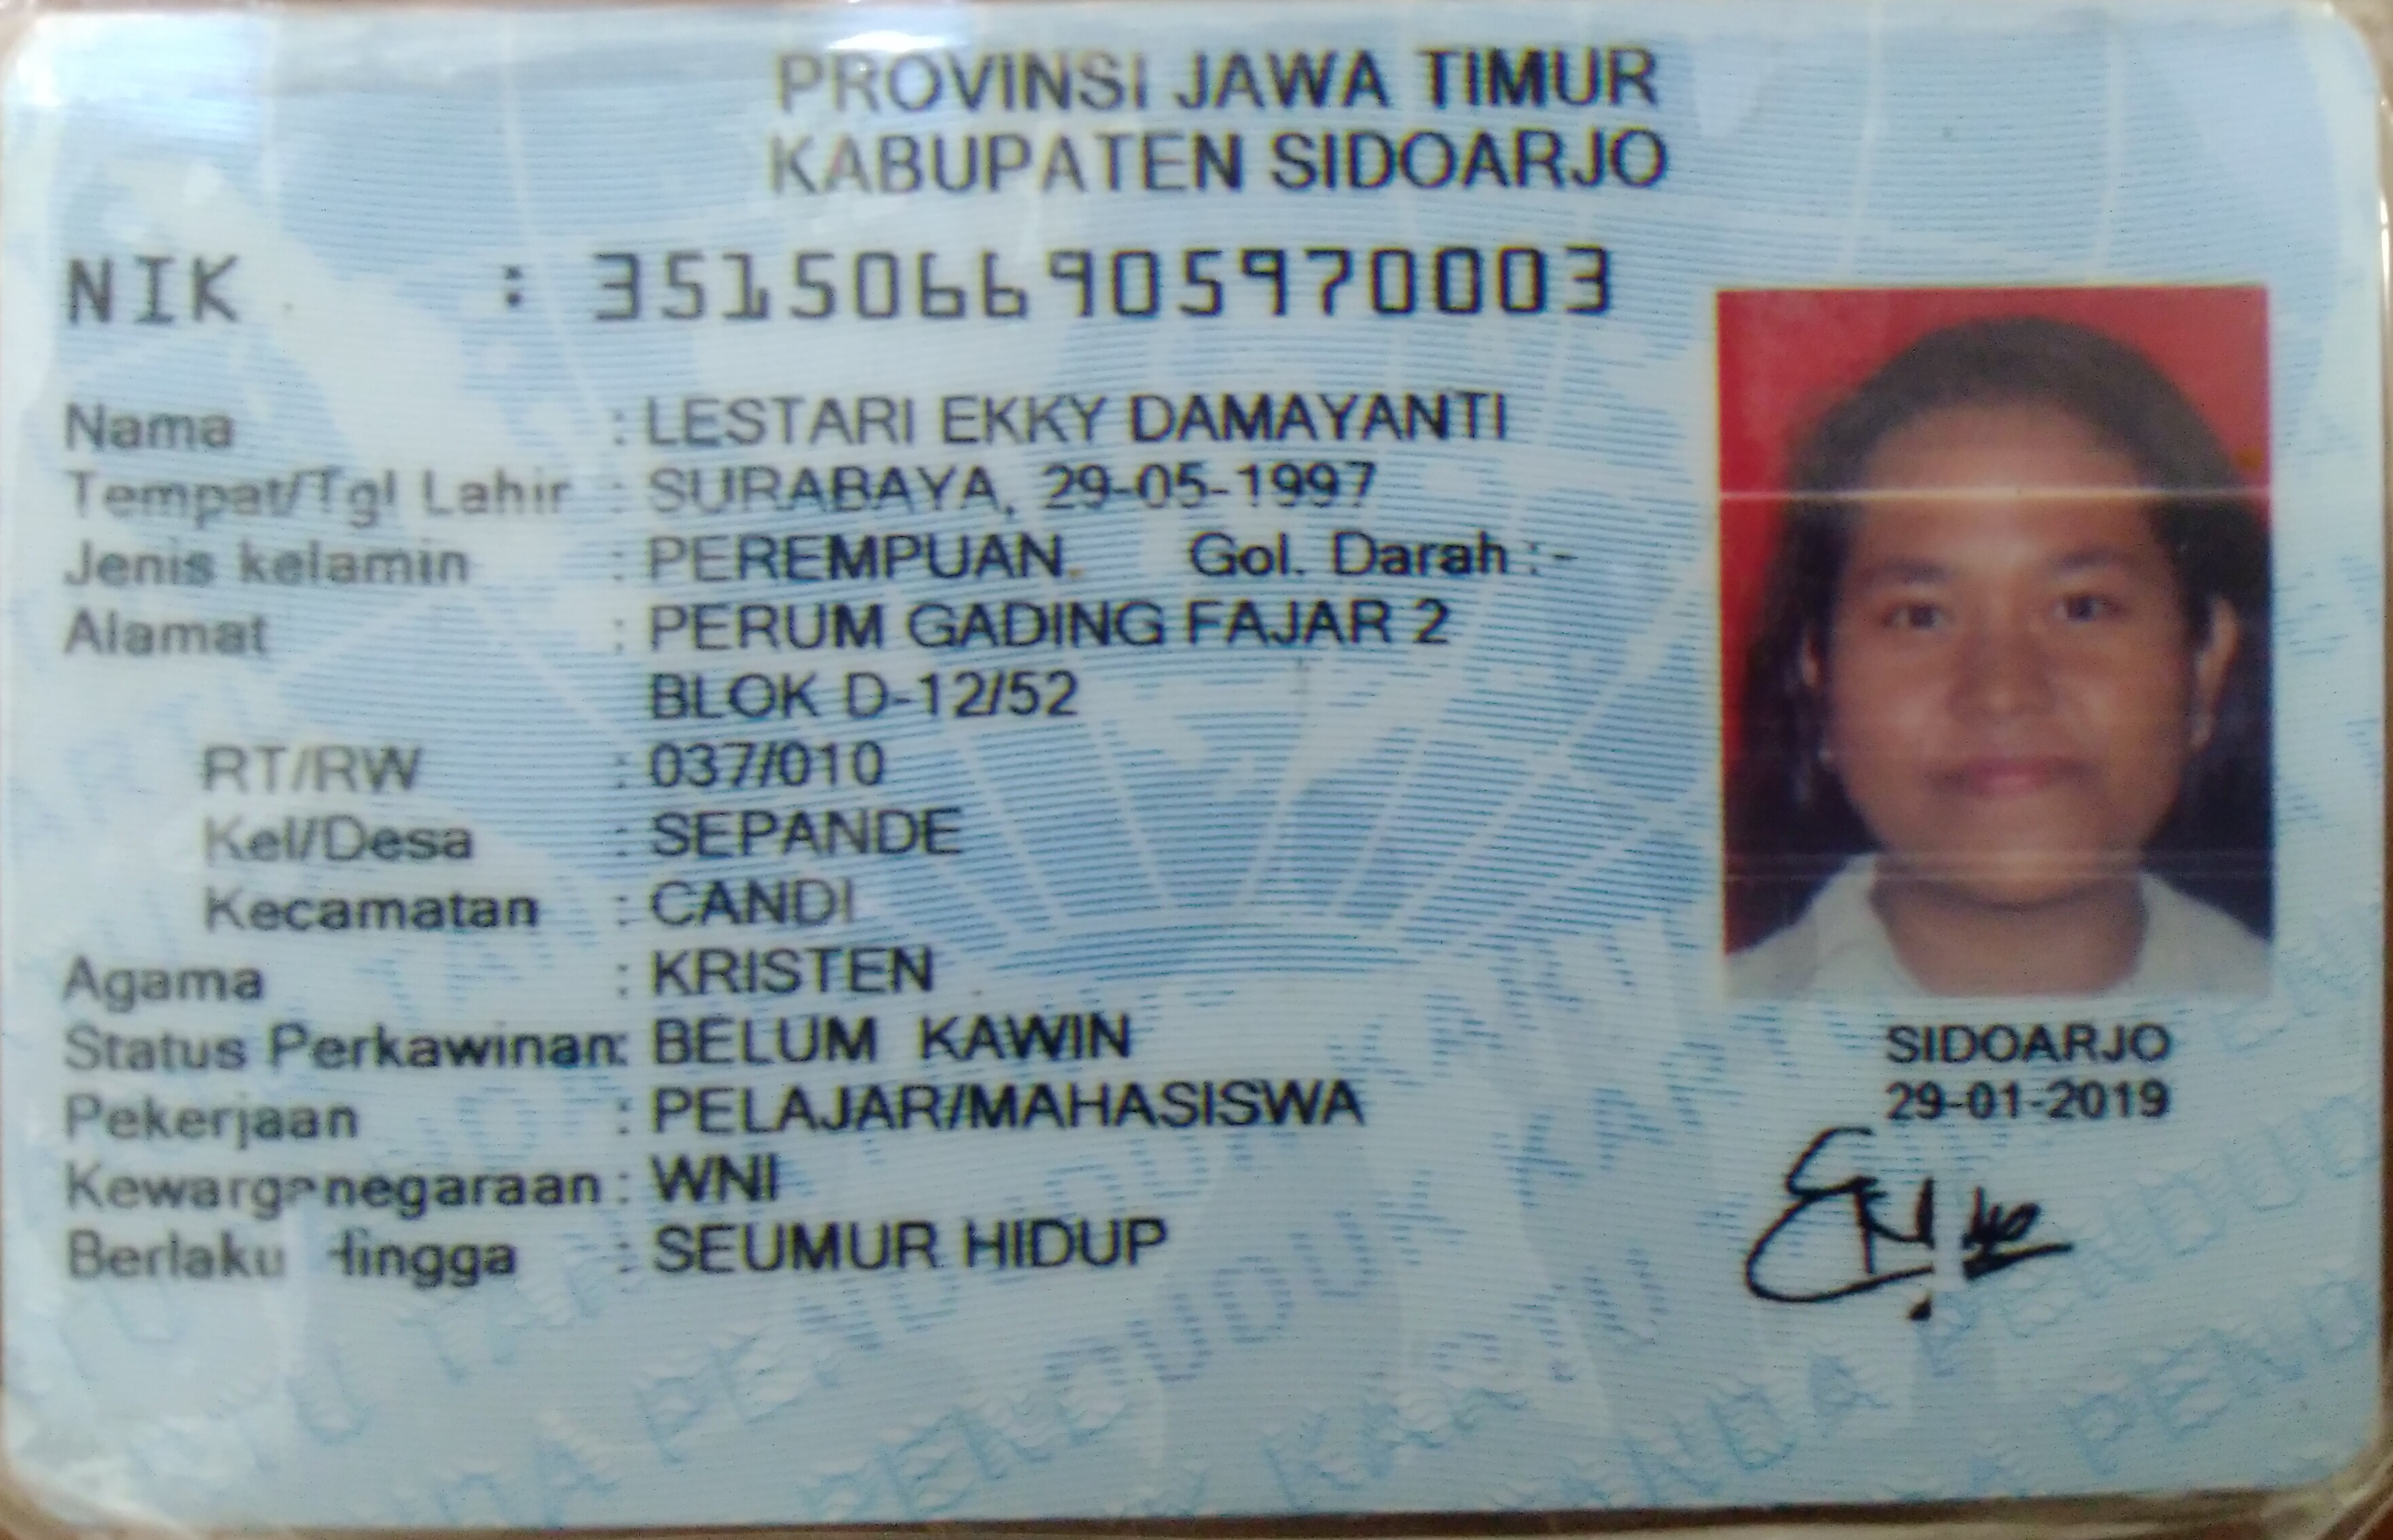 PROVINSI JAWA TIMUR
KABUPATEN SIDOARJO
NIK : 3515066905970003
Nama : LESTARI EKKY DAMAYANTI
Tempat/Tgl Lahir : SURABAYA, 29-05-1997
Jenis kelamin : PEREMPUAN. Gol. Darah :-
Alamat : PERUM GADING FAJAR 2
BLOK D-12/52
RT/RW : 037/010
Kel/Desa : SEPANDE
Kecamatan : CANDI
Agama : KRISTEN
Status Perkawinan: BELUM KAWIN
Pekerjaan : PELAJAR/MAHASISWA
Kewarganegaraan : WNI
Berlaku Hingga : SEUMUR HIDUP
SIDOARJO
29-01-2019